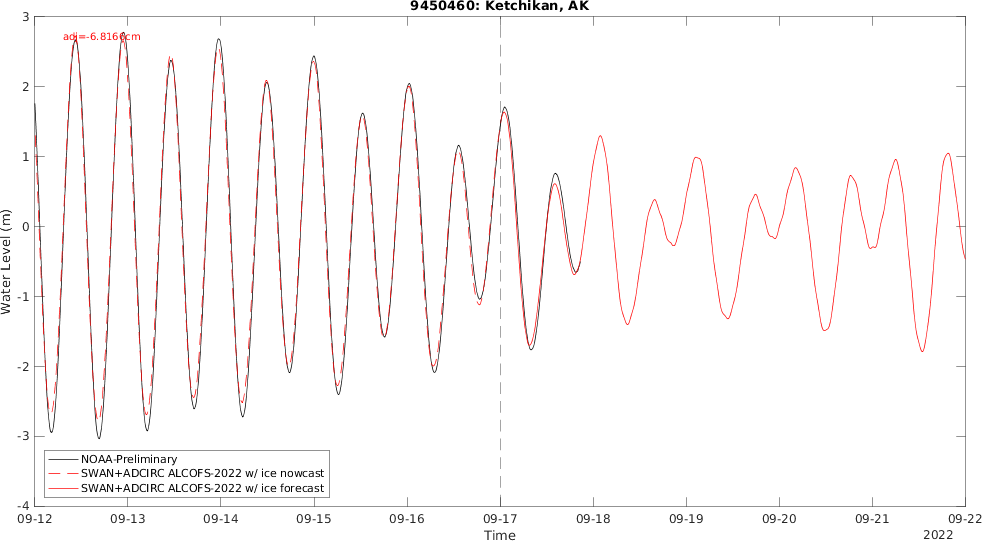 9450460: Ketchikan, AK
adj=-6.8166cm
3
2
1
0
-1
-2
-3
-4
Water Level (m)
NOAA-Preliminary
SWAN+ADCIRC ALCOFS-2022 w/ ice nowcast
SWAN+ADCIRC ALCOFS-2022 w/ ice forecast
09-12 09-13 09-14 09-15 09-16 09-17 09-18 09-19 09-20 09-21 09-22
Time
2022